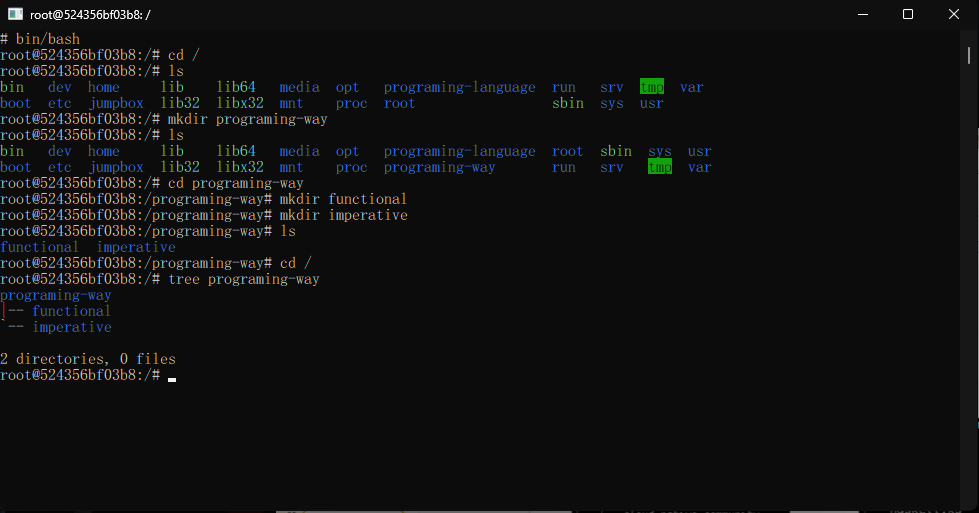 root@524356bf03b8: /
# bin/bash
root@524356bf03b8:/# cd /
root@524356bf03b8:/# ls
bin   dev  home     lib    lib64   media  opt   programing-language  run   srv  tmp  var
boot  etc  jumpbox  lib32  libx32  mnt    proc  root                 sbin  sys  usr
root@524356bf03b8:/# mkdir programing-way
root@524356bf03b8:/# ls
bin   dev  home     lib    lib64   media  opt   programing-language  root  sbin  sys  usr
boot  etc  jumpbox  lib32  libx32  mnt    proc  programing-way       run   srv   tmp  var
root@524356bf03b8:/# cd programing-way
root@524356bf03b8:/programing-way# mkdir functional
root@524356bf03b8:/programing-way# mkdir imperative
root@524356bf03b8:/programing-way# ls
functional  imperative
root@524356bf03b8:/programing-way# cd /
root@524356bf03b8:/# tree programing-way
programing-way
|-- functional
`-- imperative
2 directories, 0 files
root@524356bf03b8:/#